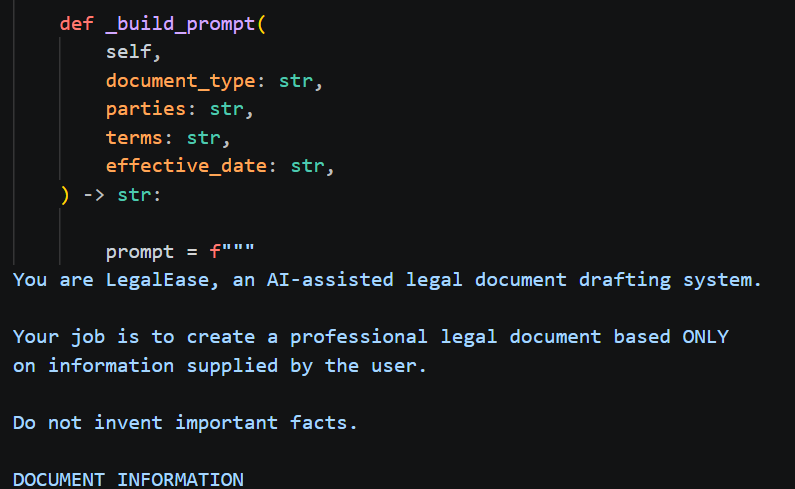 def _build_prompt(
self,
document_type: str,
parties: str,
terms: str,
effective_date: str,
) -> str:
prompt = f"""
You are LegalEase, an AI-assisted legal document drafting system.
Your job is to create a professional legal document based ONLY
on information supplied by the user.
Do not invent important facts.
DOCUMENT INFORMATION